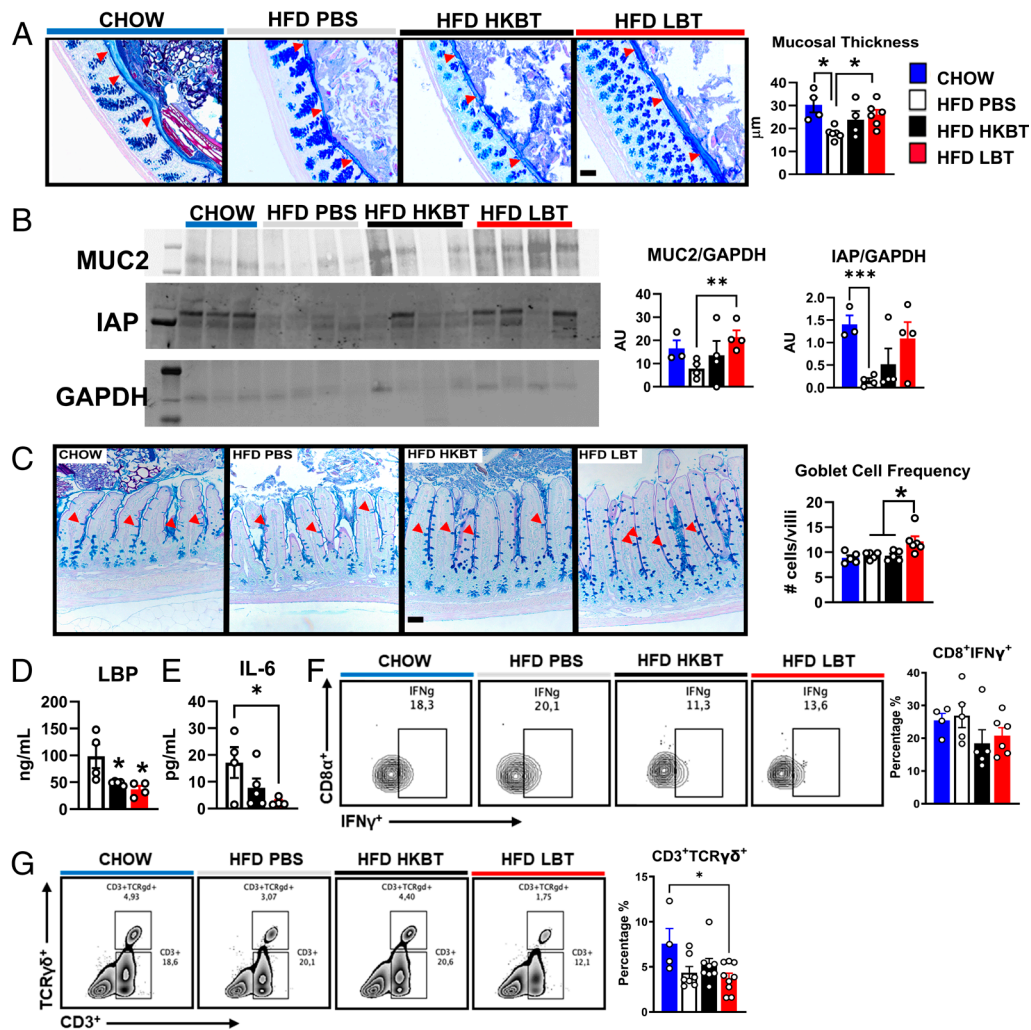 A
CHOW
HFD PBS
HFD HKBT
HFD LBT
Mucosal Thickness
* *
40
30
20
10
0
μm
CHOW
HFD PBS
HFD HKBT
HFD LBT
B
CHOW
HFD PBS
HFD HKBT
HFD LBT
MUC2
IAP
GAPDH
MUC2/GAPDH
**
40
30
20
10
0
AU
IAP/GAPDH
***
2.0
1.5
1.0
0.5
0.0
AU
C
CHOW
HFD PBS
HFD HKBT
HFD LBT
Goblet Cell Frequency
*
20
15
10
5
0
# cells/villi
D
LBP
200
150
100
50
0
ng/mL
* *
E
IL-6
*
40
30
20
10
0
pg/mL
F
CHOW
HFD PBS
HFD HKBT
HFD LBT
IFNg
18,3
IFNg
20,1
IFNg
11,3
IFNg
13,6
CD8α+
IFNγ+
CD8+IFNγ+
40
30
20
10
0
Percentage %
G
CHOW
HFD PBS
HFD HKBT
HFD LBT
CD3+TCRgd+
4,93
CD3+
18,6
CD3+TCRgd+
3,07
CD3+
20,1
CD3+TCRgd+
4,40
CD3+
20,6
CD3+TCRgd+
1,75
CD3+
12,1
TCRγδ+
CD3+
CD3+TCRγδ+
*
15
10
5
0
Percentage %